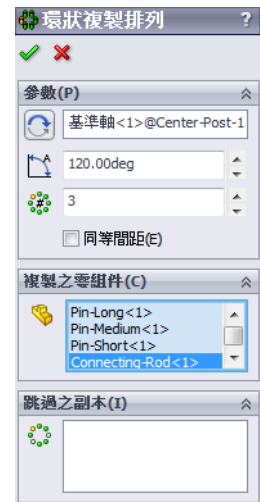 環狀複製排列 ?
參數(P)
基準軸<1>@Center-Post-1
120.00deg
3
同等間距(E)
複製之零組件(C)
Pin-Long<1>
Pin-Medium<1>
Pin-Short<1>
Connecting-Rod<1>
跳過之副本(I)